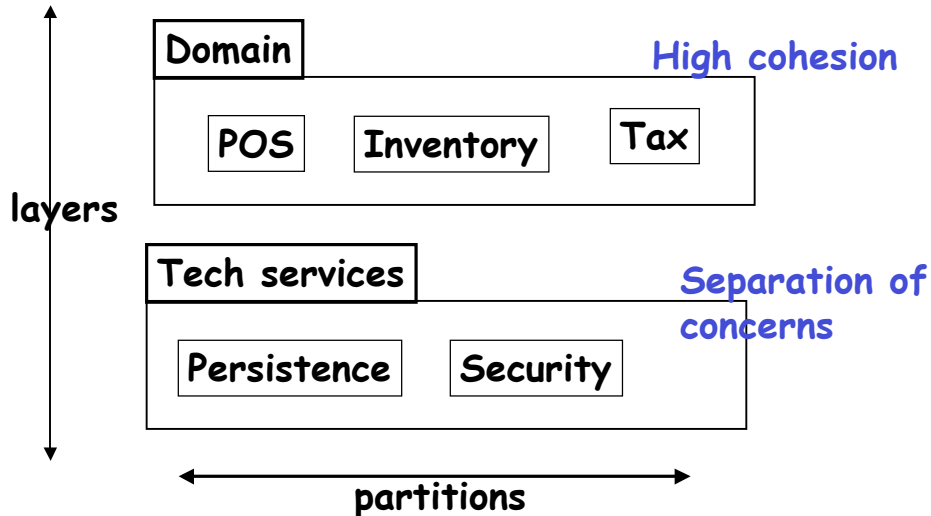 Domain
High cohesion
POS
Inventory
Tax
layers
Tech services
Separation of
concerns
Persistence
Security
partitions